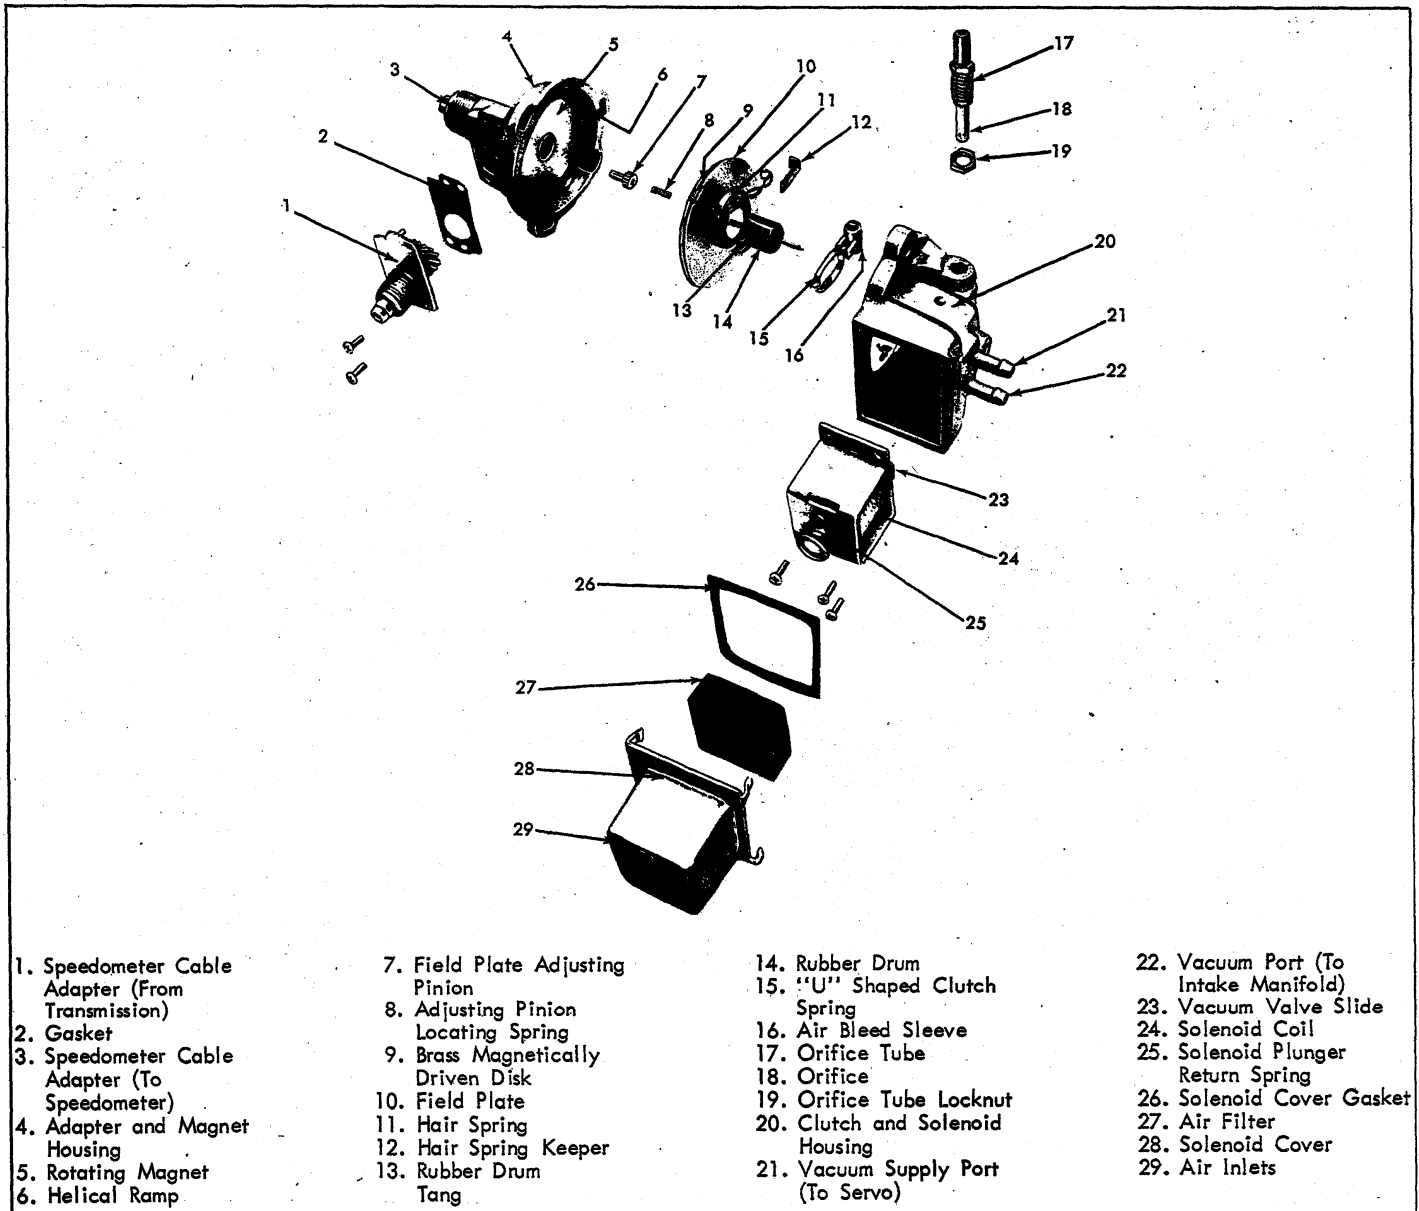 4
5
3
6
7
10
17
2
8
9
11
12
18
19
1
20
13
14
15
16
21
22
23
24
26
25
27
28
29
1. Speedometer Cable
Adapter (From
Transmission)
2. Gasket
3. Speedometer Cable
Adapter (To
Speedometer)
4. Adapter and Magnet
Housing
5. Rotating Magnet
6. Helical Ramp
7. Field Plate Adjusting
Pinion
8. Adjusting Pinion
Locating Spring
9. Brass Magnetically
Driven Disk
10. Field Plate
11. Hair Spring
12. Hair Spring Keeper
13. Rubber Drum
Tang
14. Rubber Drum
15. "U" Shaped Clutch
Spring
16. Air Bleed Sleeve
17. Orifice Tube
18. Orifice
19. Orifice Tube Locknut
20. Clutch and Solenoid
Housing
21. Vacuum Supply Port
(To Servo)
22. Vacuum Port (To
Intake Manifold)
23. Vacuum Valve Slide
24. Solenoid Coil
25. Solenoid Plunger
Return Spring
26. Solenoid Cover Gasket
27. Air Filter
28. Solenoid Cover
29. Air Inlets